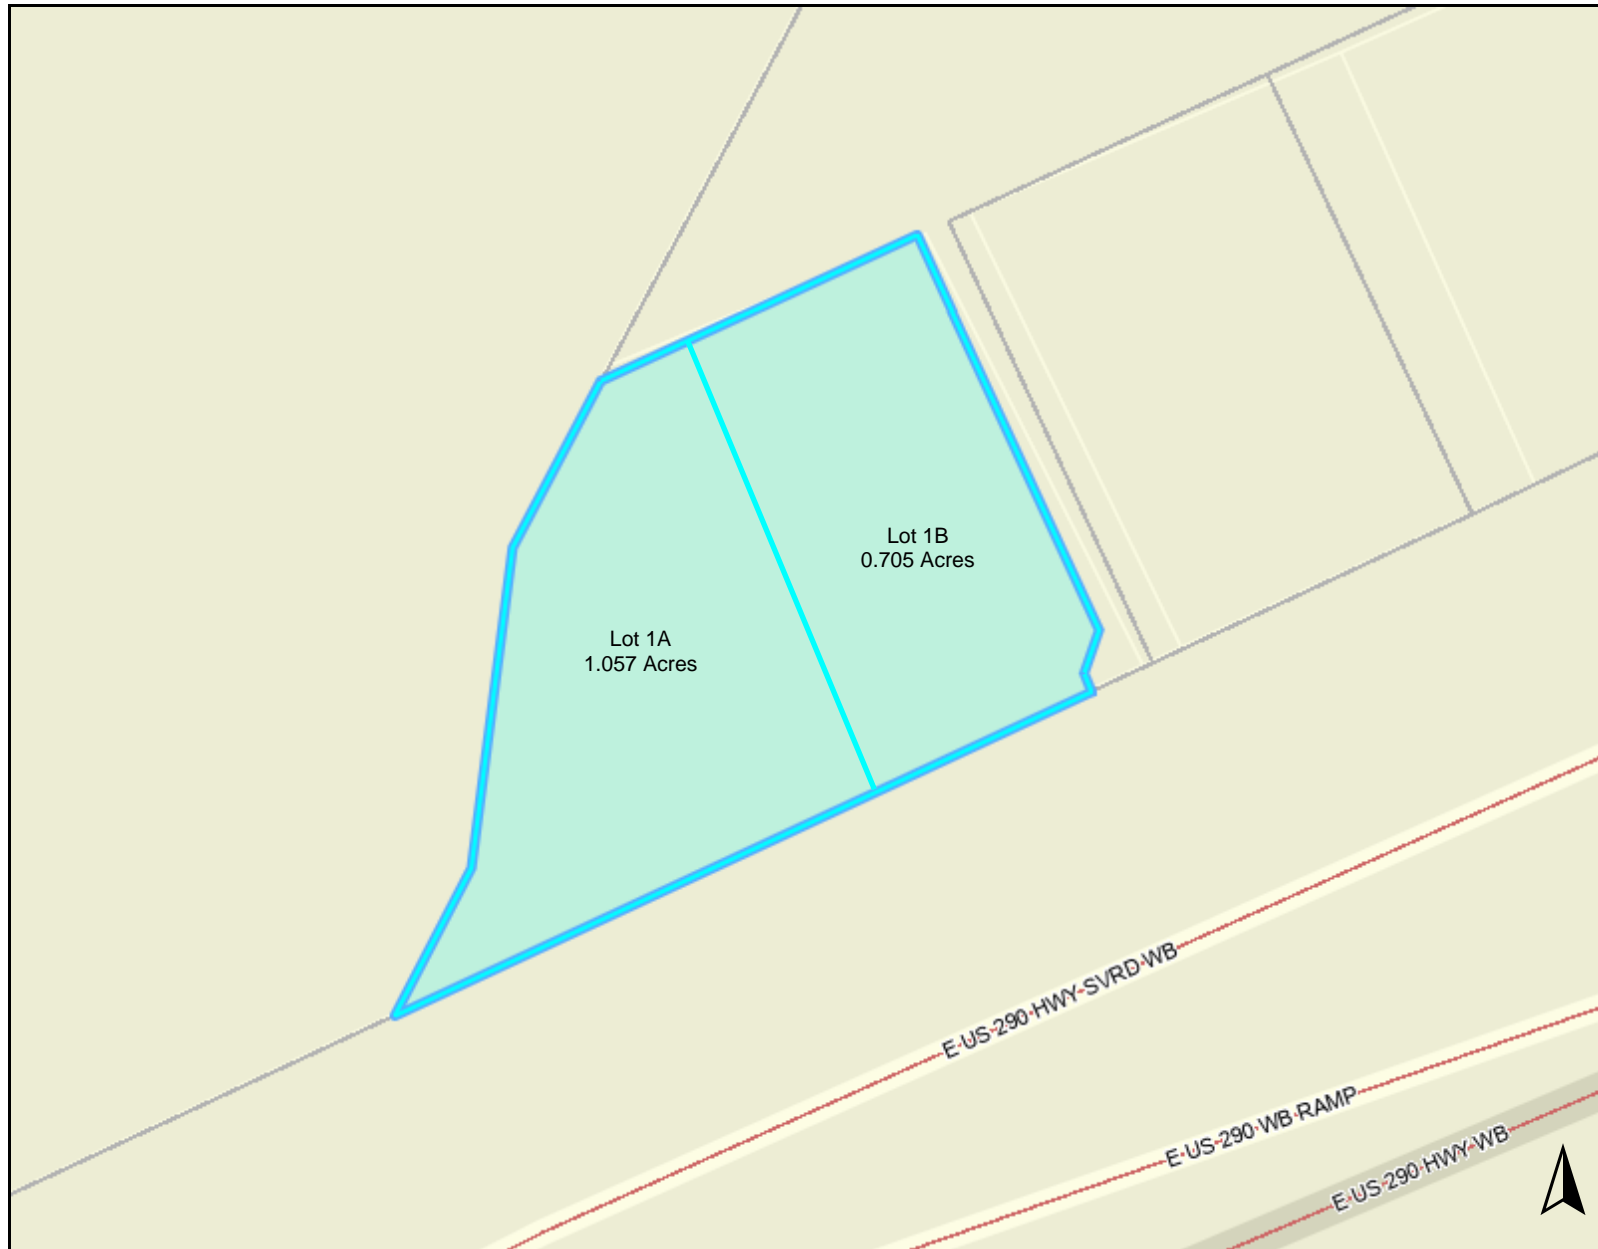 Lot 1B
0.705 Acres
Lot 1A
1.057 Acres
E US 290 HWY SVRD WB
E US 290 WB RAMP
E US 290 HWY WB